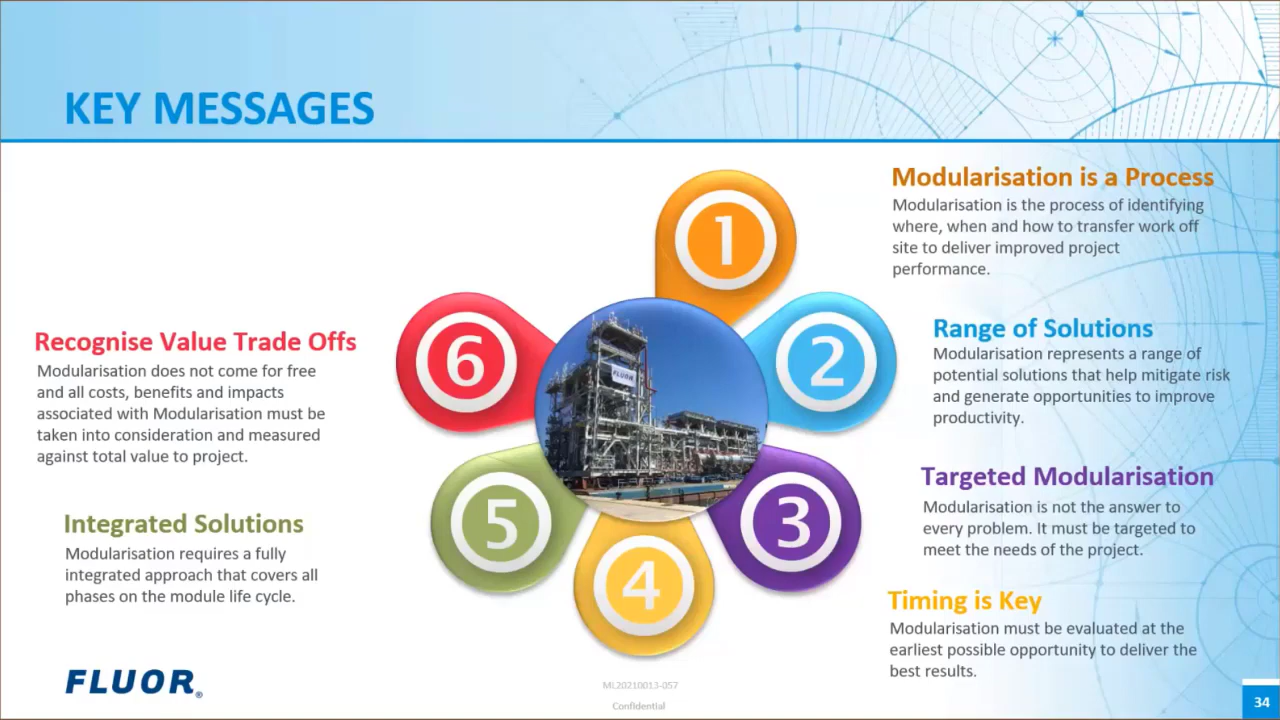 KEY MESSAGES
1
Modularisation is a Process
Modularisation is the process of identifying
where, when and how to transfer work off
site to deliver improved project
performance.
2
Range of Solutions
Modularisation represents a range of
potential solutions that help mitigate risk
and generate opportunities to improve
productivity.
3
Targeted Modularisation
Modularisation is not the answer to
every problem. It must be targeted to
meet the needs of the project.
4
Timing is Key
Modularisation must be evaluated at the
earliest possible opportunity to deliver the
best results.
5
Integrated Solutions
Modularisation requires a fully
integrated approach that covers all
phases on the module life cycle.
6
Recognise Value Trade Offs
Modularisation does not come for free
and all costs, benefits and impacts
associated with Modularisation must be
taken into consideration and measured
against total value to project.
FLUOR
FLUOR®
MI,20210013-057
Confidential
34